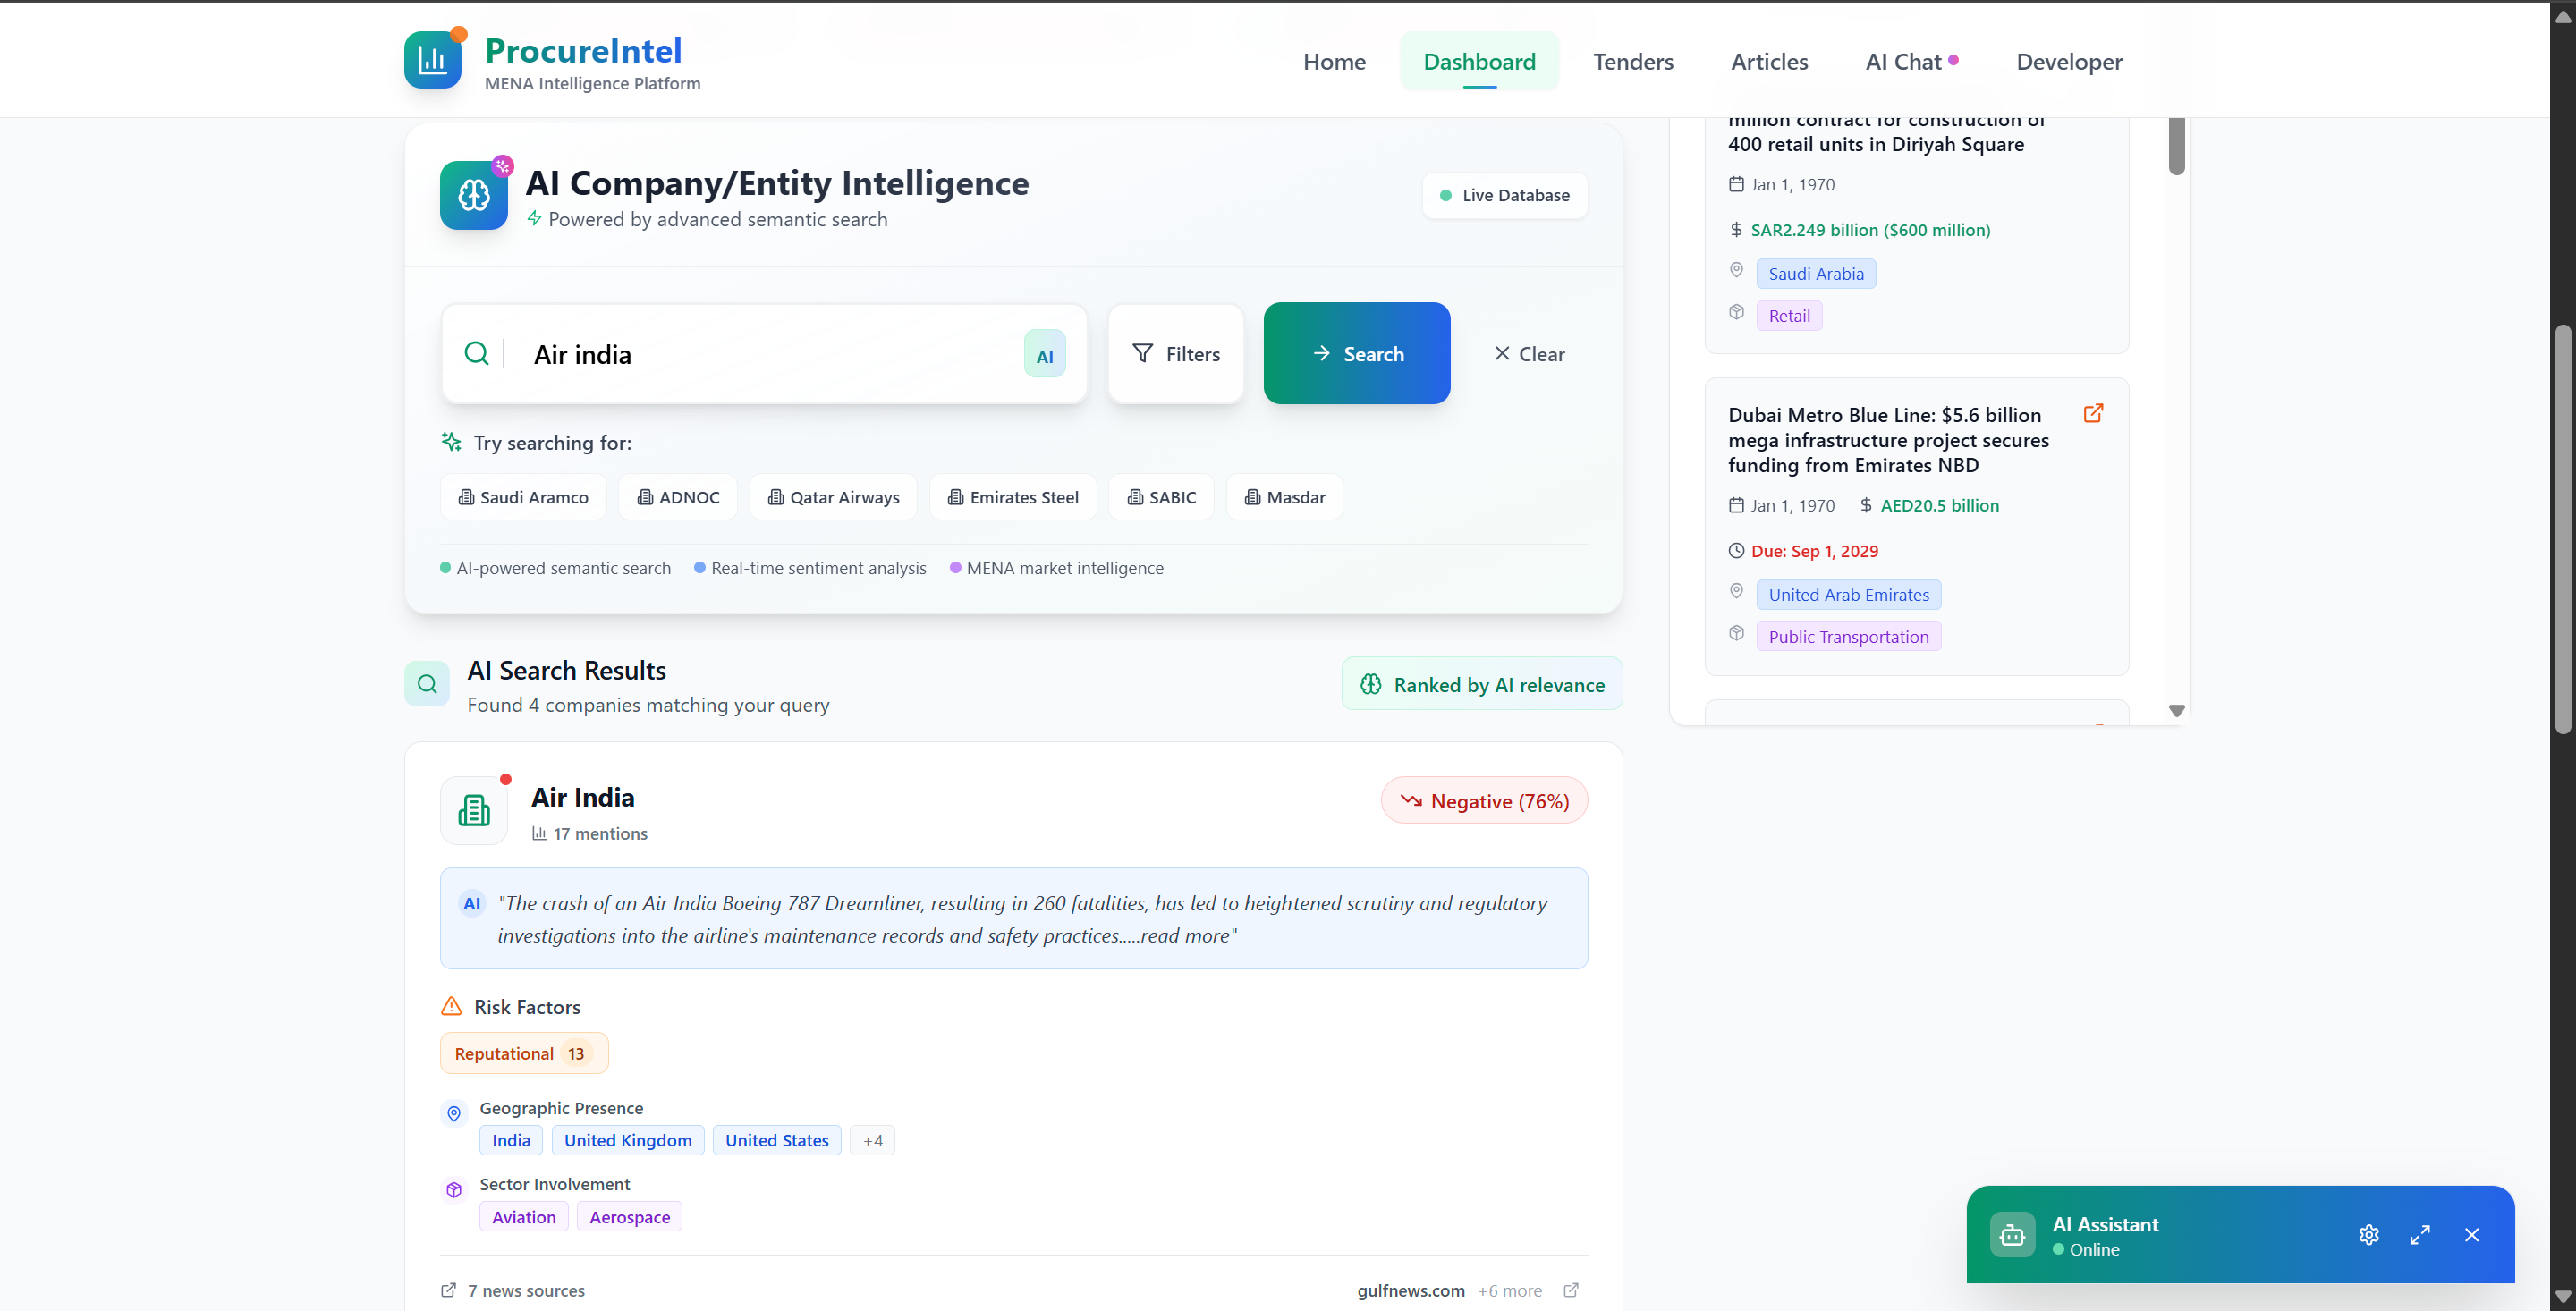 ProcureIntel
MENA Intelligence Platform
Home
Dashboard
Tenders
Articles
AI Chat
Developer
AI Company/Entity Intelligence
Powered by advanced semantic search
Live Database
Air india
AI
Filters
Search
Clear
Try searching for:
Saudi Aramco
ADNOC
Qatar Airways
Emirates Steel
SABIC
Masdar
AI-powered semantic search
Real-time sentiment analysis
MENA market intelligence
AI Search Results
Found 4 companies matching your query
Ranked by AI relevance
Air India
17 mentions
Negative (76%)
AI
"The crash of an Air India Boeing 787 Dreamliner, resulting in 260 fatalities, has led to heightened scrutiny and regulatory
investigations into the airline's maintenance records and safety practices.....read more"
Risk Factors
Reputational 13
Geographic Presence
India
United Kingdom
United States
+4
Sector Involvement
Aviation
Aerospace
7 news sources
gulfnews.com +6 more
million contract for construction of
400 retail units in Diriyah Square
Jan 1, 1970
SAR2.249 billion ($600 million)
Saudi Arabia
Retail
Dubai Metro Blue Line: $5.6 billion
mega infrastructure project secures
funding from Emirates NBD
Jan 1, 1970
AED20.5 billion
Due: Sep 1, 2029
United Arab Emirates
Public Transportation
AI Assistant
Online